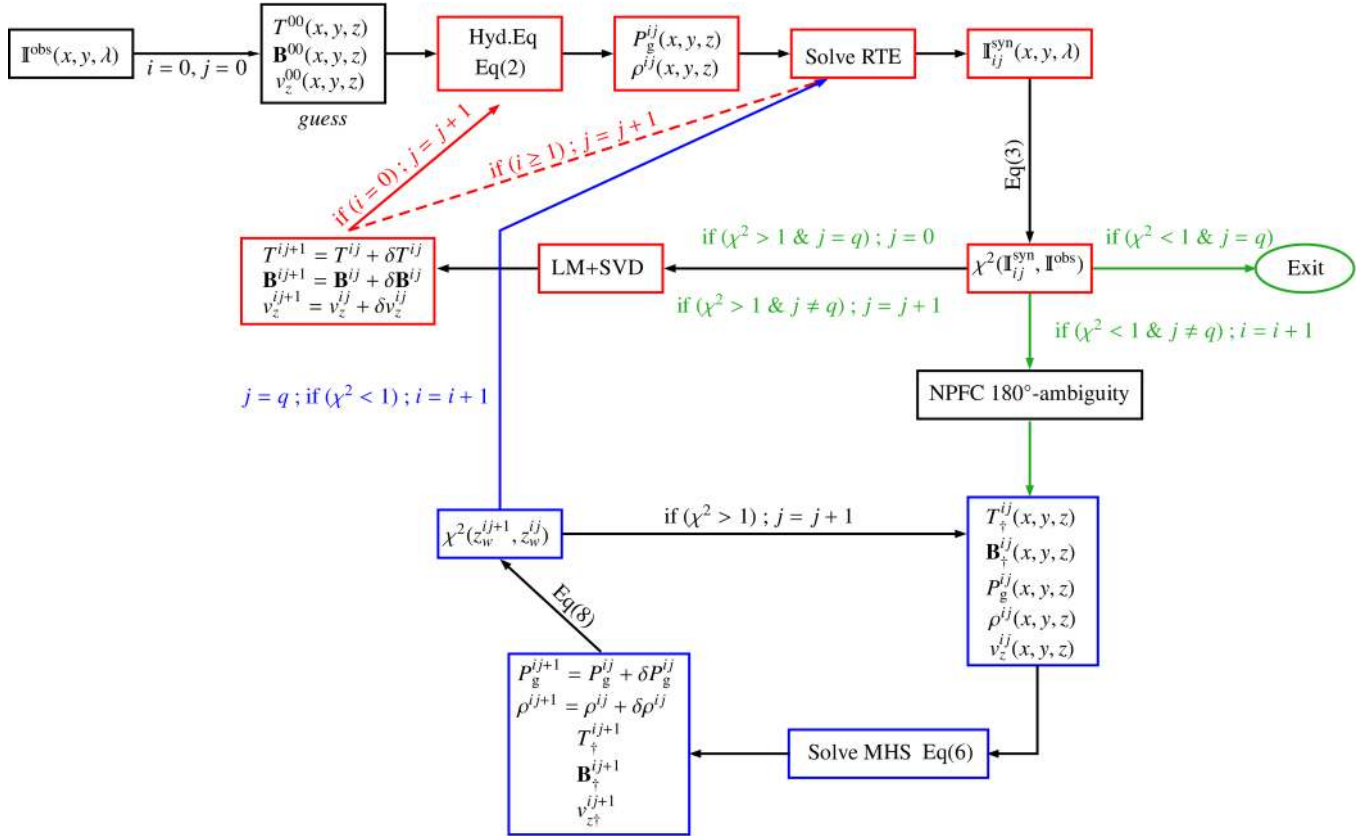 𝕀^obs(x, y, λ)
i = 0, j = 0
T^00(x, y, z)
B^00(x, y, z)
v_z^00(x, y, z)
guess
Hyd.Eq
Eq(2)
P_g^ij(x, y, z)
ρ^ij(x, y, z)
Solve RTE
𝕀_ij^syn(x, y, λ)
if (i = 0) ; j = j + 1
if (i ≥ 1) ; j = j + 1
Eq(3)
T^ij+1 = T^ij + δT^ij
B^ij+1 = B^ij + δB^ij
v_z^ij+1 = v_z^ij + δv_z^ij
LM+SVD
if (χ² > 1 & j = q) ; j = 0
if (χ² > 1 & j ≠ q) ; j = j + 1
χ²(𝕀_ij^syn, 𝕀^obs)
if (χ² < 1 & j = q)
Exit
if (χ² < 1 & j ≠ q) ; i = i + 1
j = q ; if (χ² < 1) ; i = i + 1
NPFC 180°-ambiguity
χ²(z_w^ij+1, z_w^ij)
if (χ² > 1) ; j = j + 1
T_†^ij(x, y, z)
B_†^ij(x, y, z)
P_g^ij(x, y, z)
ρ^ij(x, y, z)
v_z^ij(x, y, z)
Eq(8)
P_g^ij+1 = P_g^ij + δP_g^ij
ρ^ij+1 = ρ^ij + δρ^ij
T_†^ij+1
B_†^ij+1
v_z†^ij+1
Solve MHS Eq(6)